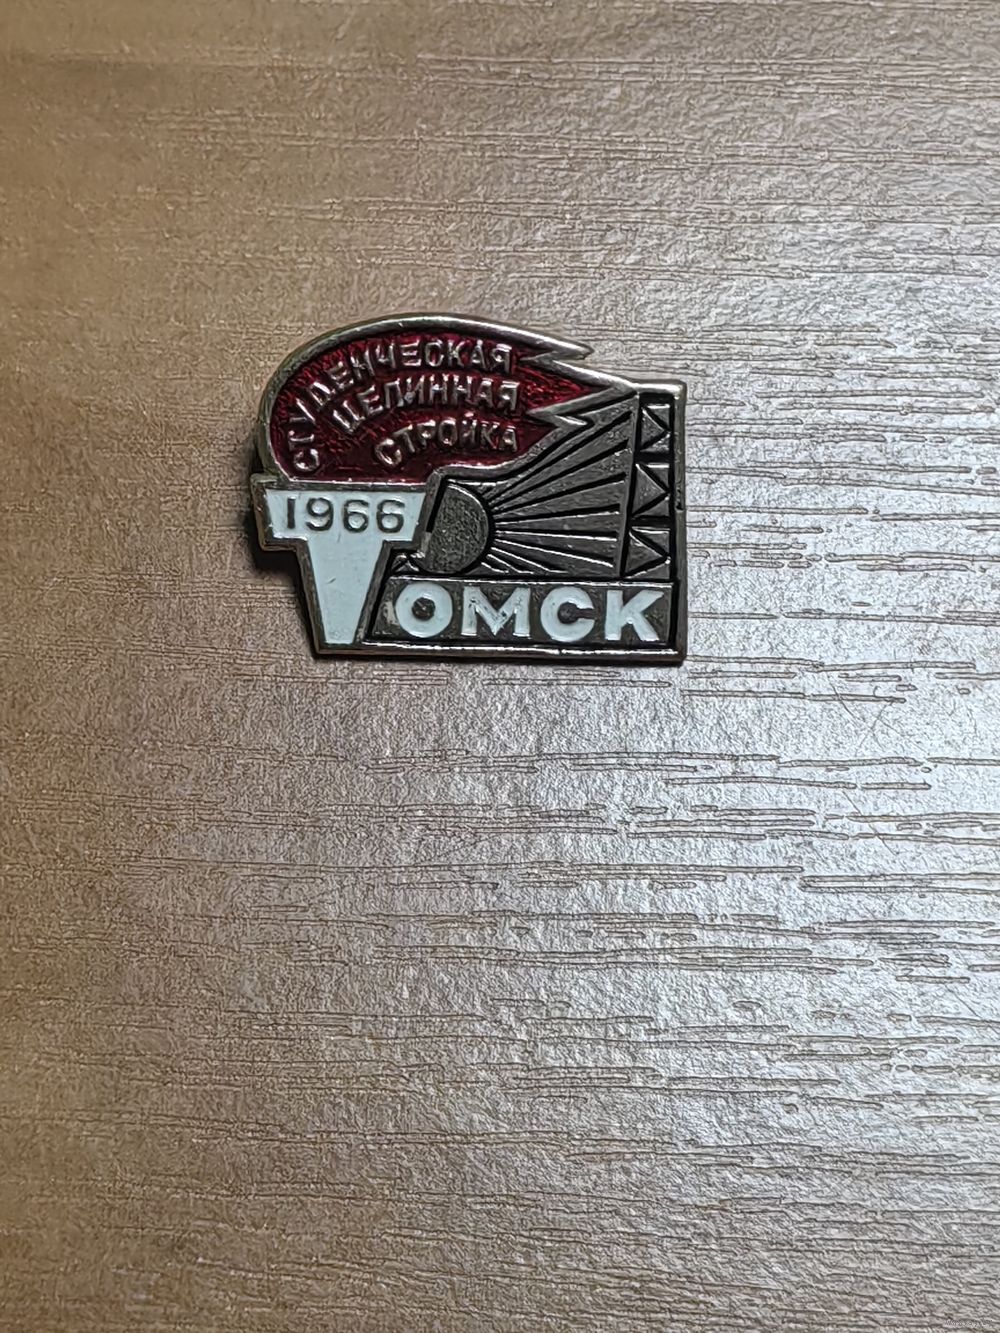 СТУДЕНЧЕСКАЯ
ЦЕЛИННАЯ
СТРОЙКА
1966
ТОМСК